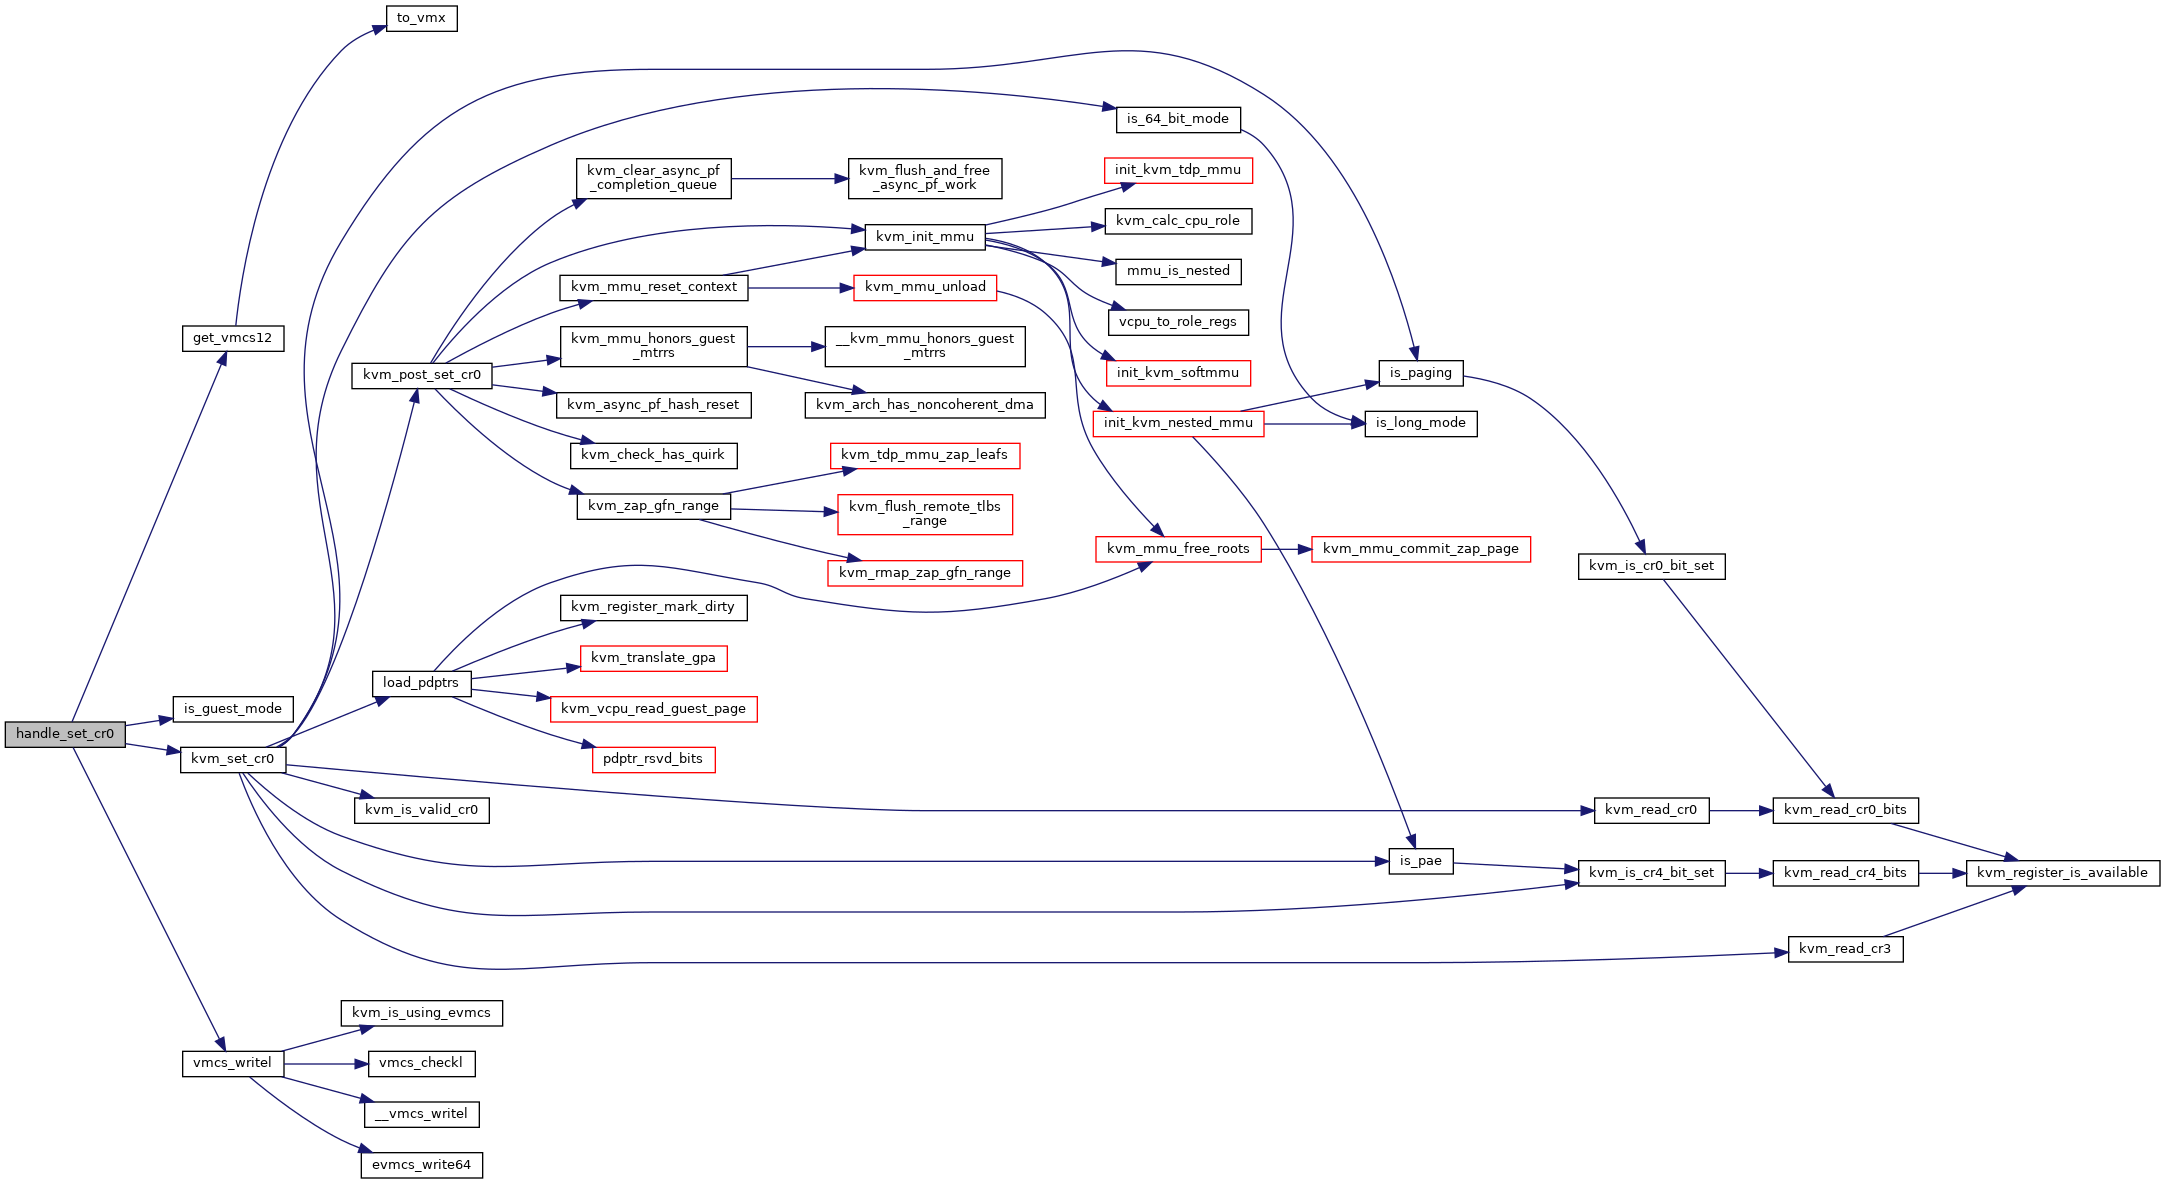 to_vmx
is_64_bit_mode
kvm_clear_async_pf
_completion_queue
kvm_flush_and_free
_async_pf_work
init_kvm_tdp_mmu
kvm_calc_cpu_role
kvm_init_mmu
mmu_is_nested
kvm_mmu_reset_context
kvm_mmu_unload
vcpu_to_role_regs
get_vmcs12
kvm_mmu_honors_guest
_mtrrs
__kvm_mmu_honors_guest
_mtrrs
kvm_post_set_cr0
init_kvm_softmmu
is_paging
kvm_async_pf_hash_reset
kvm_arch_has_noncoherent_dma
init_kvm_nested_mmu
is_long_mode
kvm_check_has_quirk
kvm_tdp_mmu_zap_leafs
kvm_zap_gfn_range
kvm_flush_remote_tlbs
_range
kvm_mmu_free_roots
kvm_mmu_commit_zap_page
kvm_is_cr0_bit_set
kvm_rmap_zap_gfn_range
kvm_register_mark_dirty
kvm_translate_gpa
load_pdptrs
is_guest_mode
kvm_vcpu_read_guest_page
handle_set_cr0
kvm_set_cr0
pdptr_rsvd_bits
kvm_is_valid_cr0
kvm_read_cr0
kvm_read_cr0_bits
is_pae
kvm_is_cr4_bit_set
kvm_read_cr4_bits
kvm_register_is_available
kvm_read_cr3
kvm_is_using_evmcs
vmcs_writel
vmcs_checkl
__vmcs_writel
evmcs_write64